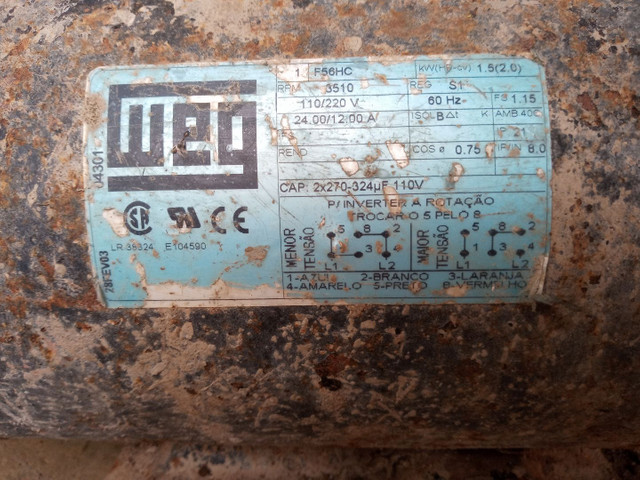 WEG
1 F56HC kW(HP-cv) 1.5(2.0)
RPM 3510 REG S1
110/220 V 60 Hz FS 1.15
24.00/12.00 A ISOL B Δt K AMB 40C
REND COS ø 0.75 IP/IN 8.0
CAP. 2x270-324µF 110V
P/ INVERTER A ROTAÇÃO
TROCAR O 5 PELO 8
MENOR TENSÃO
5 8 2
1 3 4
L1 L2
MAIOR TENSÃO
5 8 2
1 3 4
L1 L2
1-AZUL 2-BRANCO 3-LARANJA
4-AMARELO 5-PRETO 8-VERMELHO
SA UL CE
LR 38324 E104590
04301
28FEV03